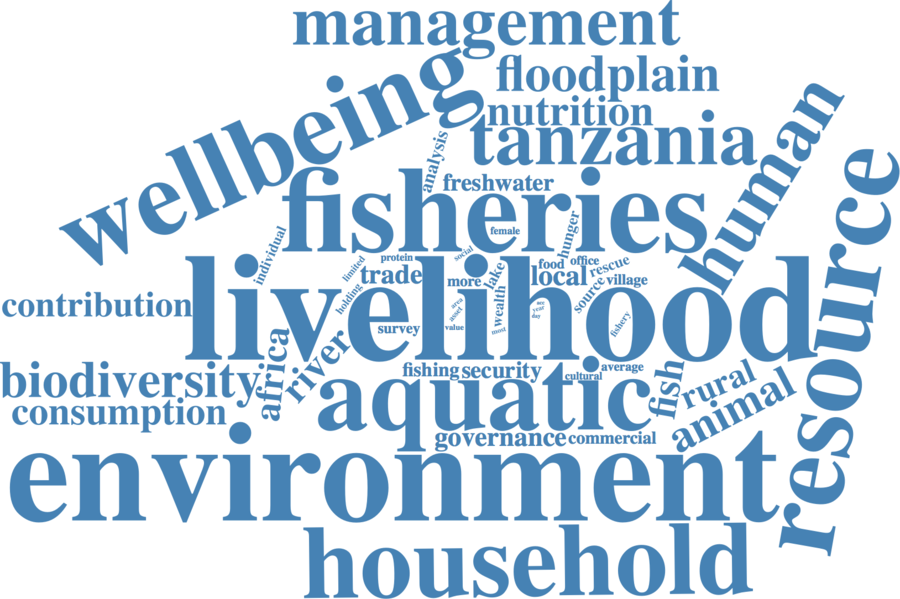 management
floodplain
wellbeing
nutrition
tanzania
human
analysis
freshwater
fisheries
resource
female
hunger
individual
social
protein
limited
food
office
rescue
trade
more
lake
local
source
village
holding
wealth
area
asset
see
year
day
contribution
livelihood
survey
value
most
fishery
africa
river
biodiversity
fishing
security
cultural
average
fish
rural
animal
consumption
aquatic
governance
commercial
environment
household